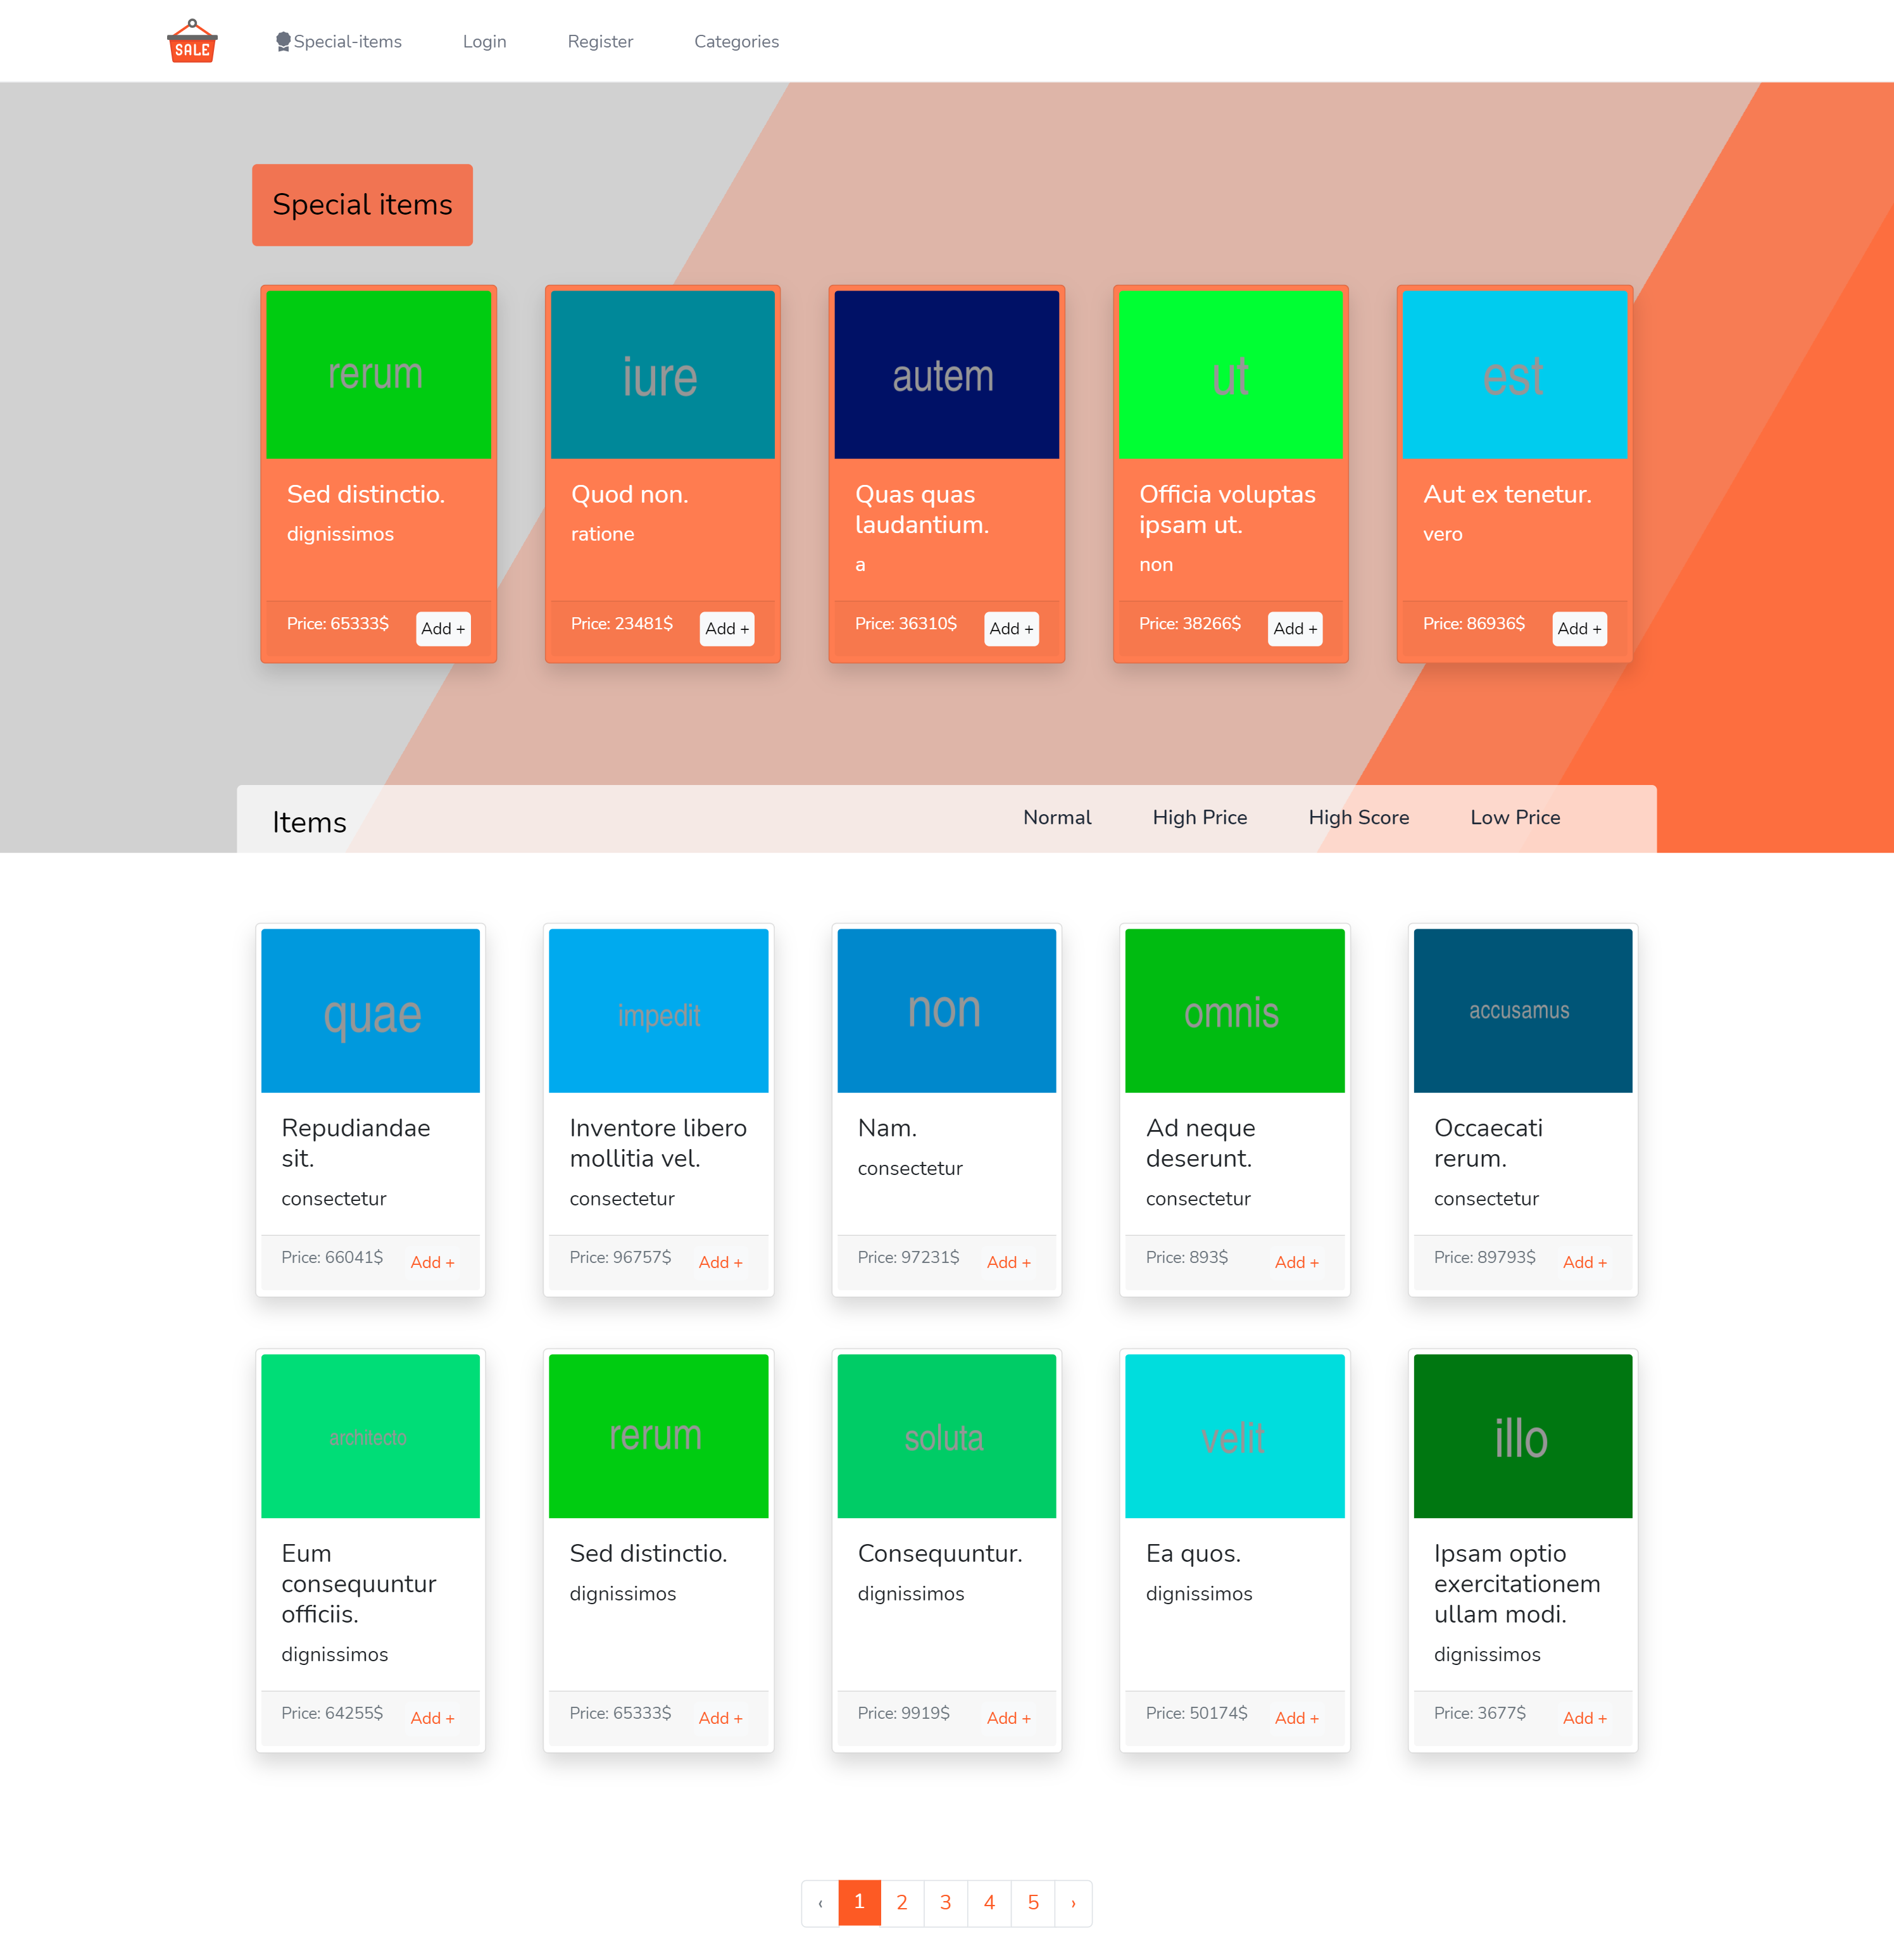 SALE
Special-items
Login
Register
Categories
Special items
rerum
iure
autem
ut
est
Sed distinctio.
dignissimos
Price: 65333$
Add +
Quod non.
ratione
Price: 23481$
Add +
Quas quas
laudantium.
a
Price: 36310$
Add +
Officia voluptas
ipsam ut.
non
Price: 38266$
Add +
Aut ex tenetur.
vero
Price: 86936$
Add +
Items
Normal
High Price
High Score
Low Price
quae
impedit
non
omnis
accusamus
Repudiandae
sit.
consectetur
Price: 66041$
Add +
Inventore libero
mollitia vel.
consectetur
Price: 96757$
Add +
Nam.
consectetur
Price: 97231$
Add +
Ad neque
deserunt.
consectetur
Price: 893$
Add +
Occaecati
rerum.
consectetur
Price: 89793$
Add +
architecto
rerum
soluta
velit
illo
Eum
consequuntur
officiis.
dignissimos
Price: 64255$
Add +
Sed distinctio.
dignissimos
Price: 65333$
Add +
Consequuntur.
dignissimos
Price: 9919$
Add +
Ea quos.
dignissimos
Price: 50174$
Add +
Ipsam optio
exercitationem
ullam modi.
dignissimos
Price: 3677$
Add +
‹ 1 2 3 4 5 ›